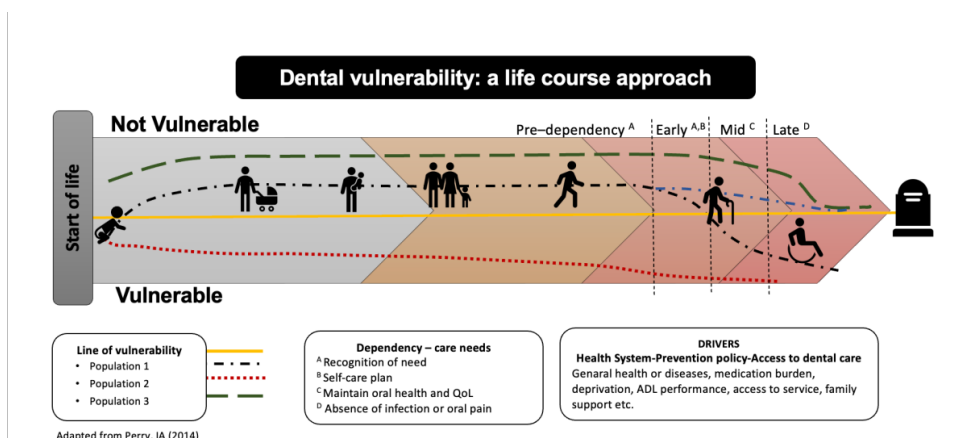 Dental vulnerability: a life course approach
Not Vulnerable
Pre–dependency A
Early A,B
Mid C
Late D
Start of life
Vulnerable
Line of vulnerability
• Population 1
• Population 2
• Population 3
Dependency – care needs
A Recognition of need
B Self-care plan
C Maintain oral health and QoL
D Absence of infection or oral pain
DRIVERS
Health System-Prevention policy-Access to dental care
Genaral health or diseases, medication burden,
deprivation, ADL performance, access to service, family
support etc.
Adapted from Perry, JA (2014)